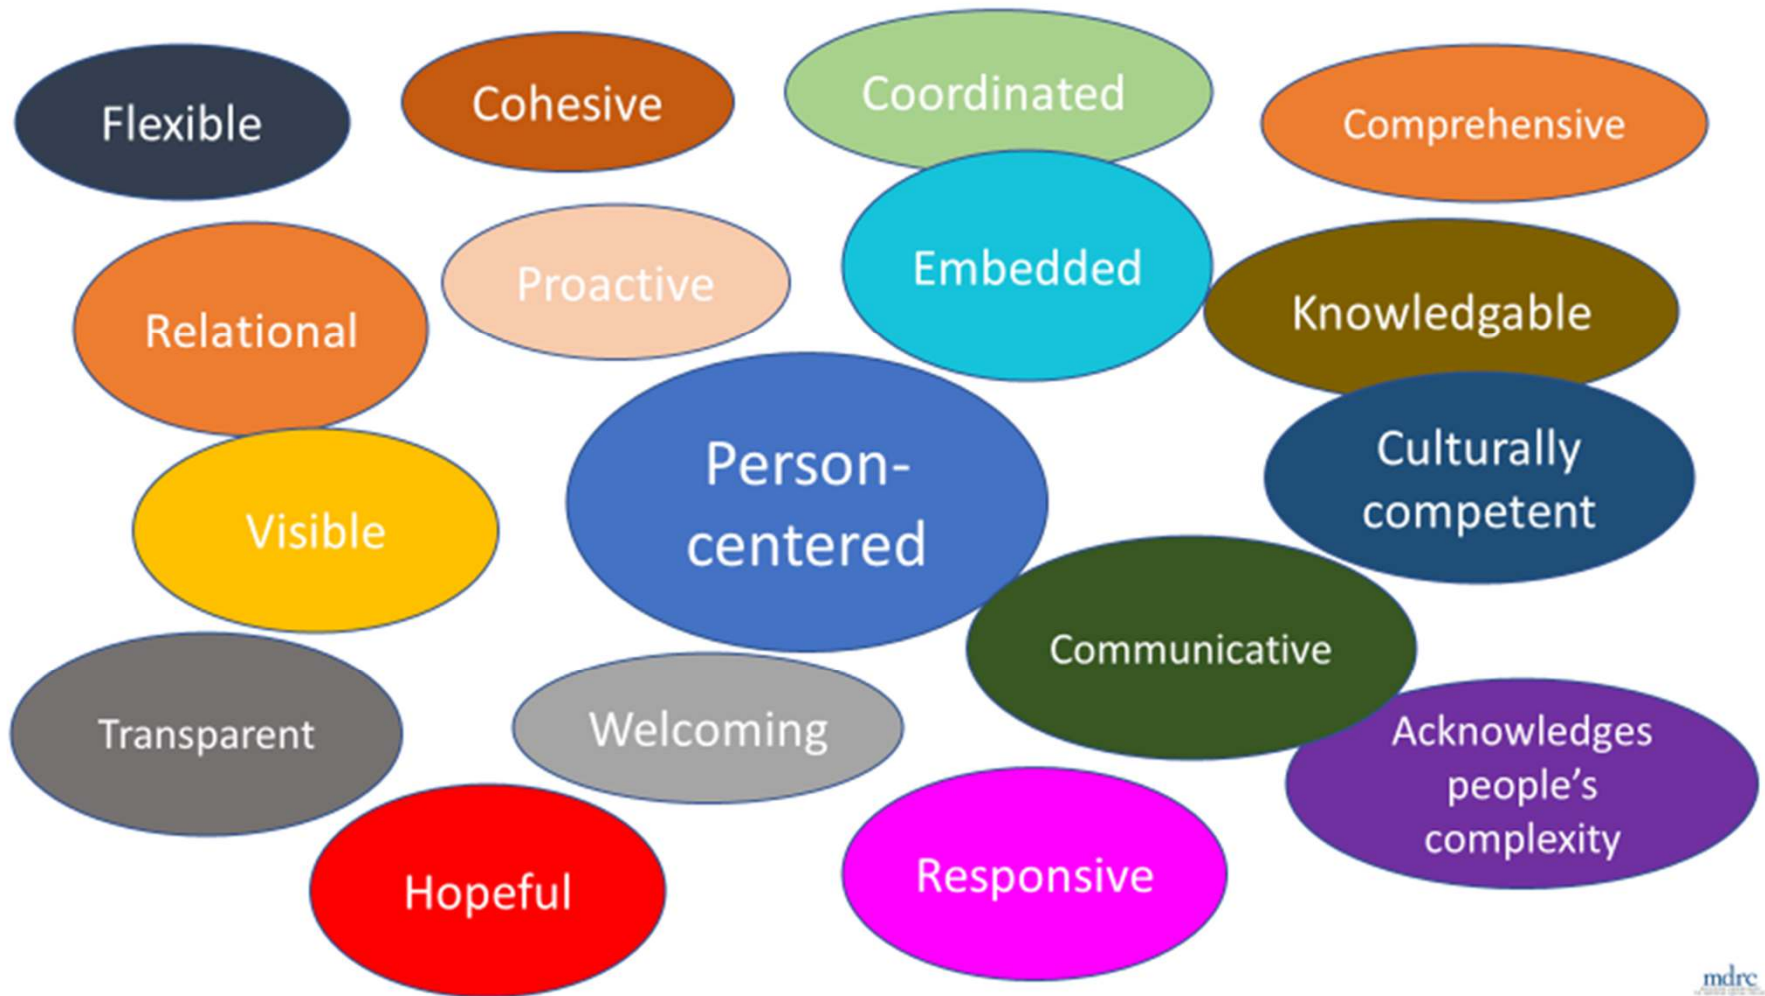 Flexible
Cohesive
Coordinated
Comprehensive
Relational
Proactive
Embedded
Knowledgable
Visible
Person-
centered
Culturally
competent
Transparent
Welcoming
Communicative
Acknowledges
people’s
complexity
Hopeful
Responsive
mdrc